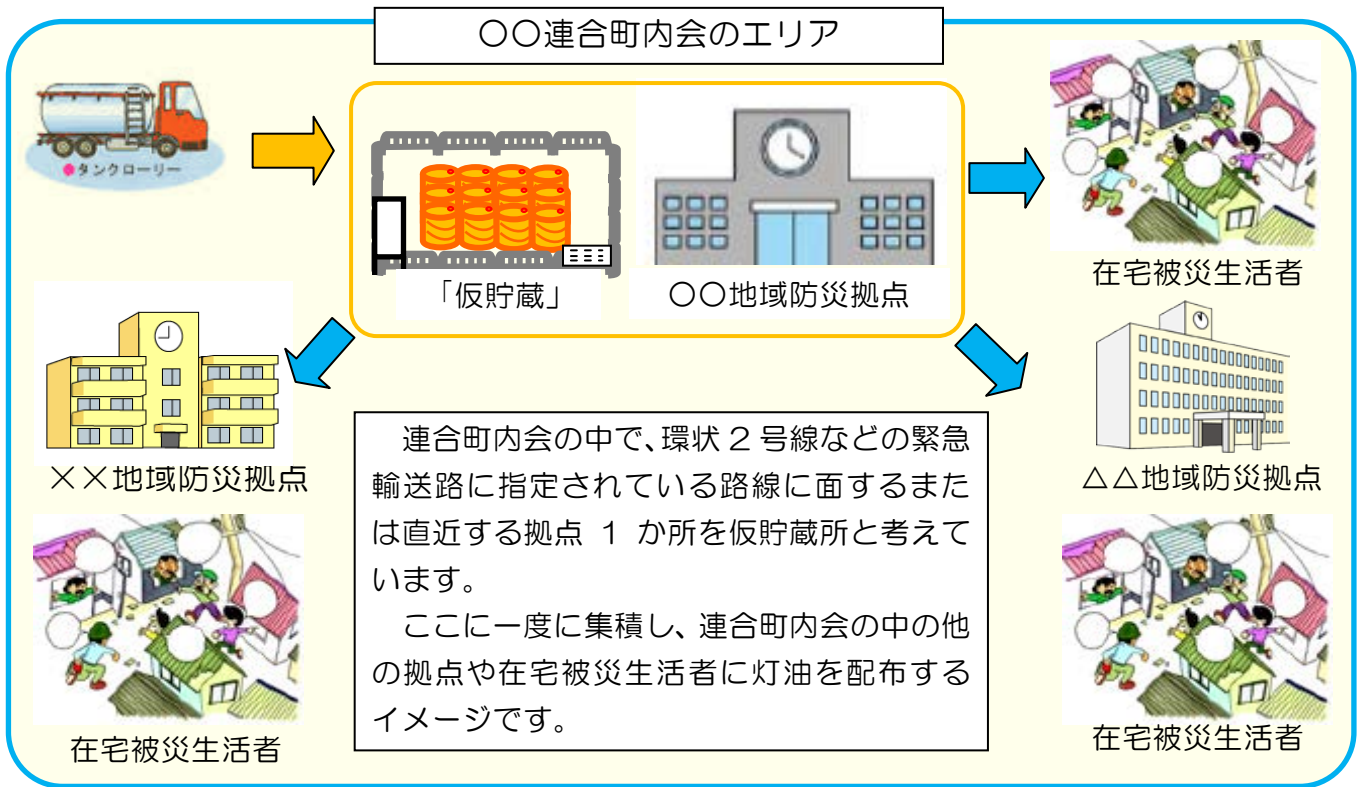 〇〇連合町内会のエリア
●タンクローリー
「仮貯蔵」
〇〇地域防災拠点
在宅被災生活者
××地域防災拠点
△△地域防災拠点
連合町内会の中で、環状2号線などの緊急
輸送路に指定されている路線に面するまた
は直近する拠点 1 か所を仮貯蔵所と考えて
います。
ここに一度に集積し、連合町内会の中の他
の拠点や在宅被災生活者に灯油を配布する
イメージです。
在宅被災生活者
在宅被災生活者